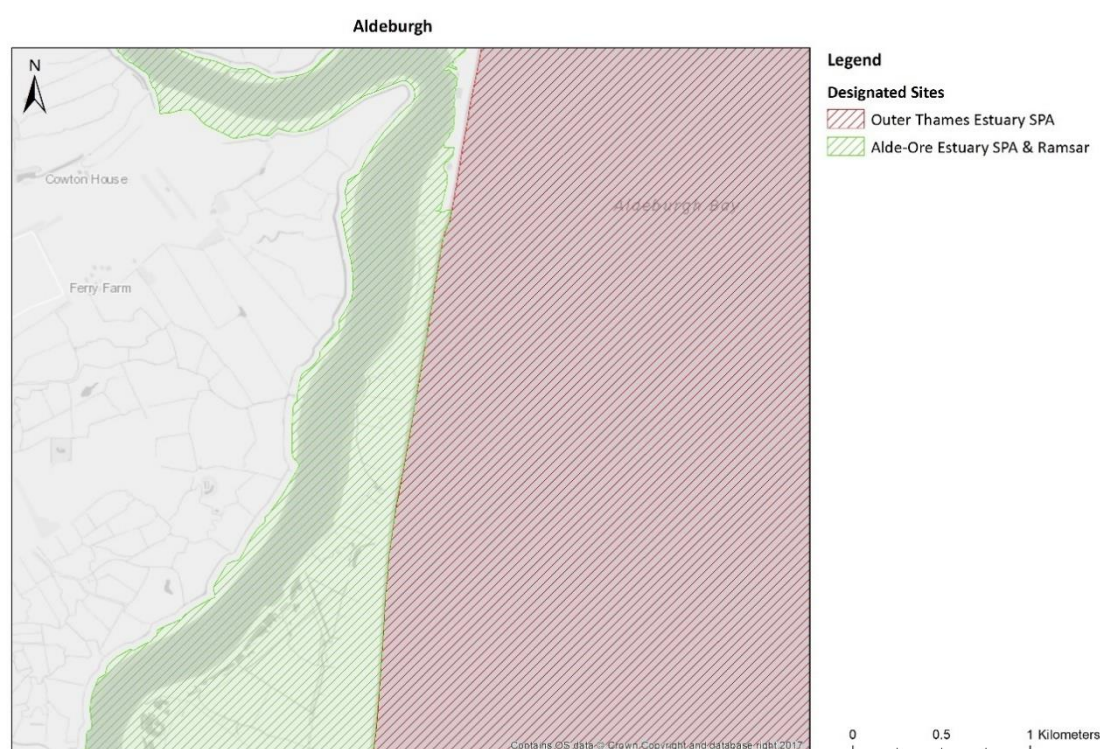 Aldeburgh
N
Legend
Designated Sites
Outer Thames Estuary SPA
Alde-Ore Estuary SPA & Ramsar
Cowton House
Aldeburgh Bay
Ferry Farm
Contains OS data © Crown Copyright and database right 2017
0 0.5 1 Kilometers